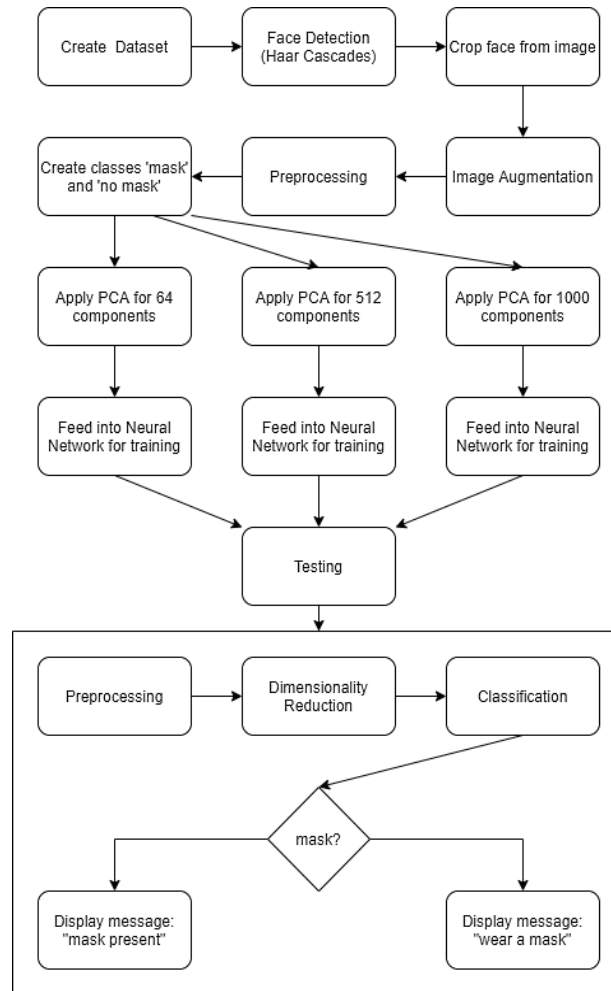 Create Dataset
Face Detection
(Haar Cascades)
Crop face from image
Create classes 'mask'
and 'no mask'
Preprocessing
Image Augmentation
Apply PCA for 64
components
Apply PCA for 512
components
Apply PCA for 1000
components
Feed into Neural
Network for training
Feed into Neural
Network for training
Feed into Neural
Network for training
Testing
Preprocessing
Dimensionality
Reduction
Classification
mask?
Display message:
"mask present"
Display message:
"wear a mask"